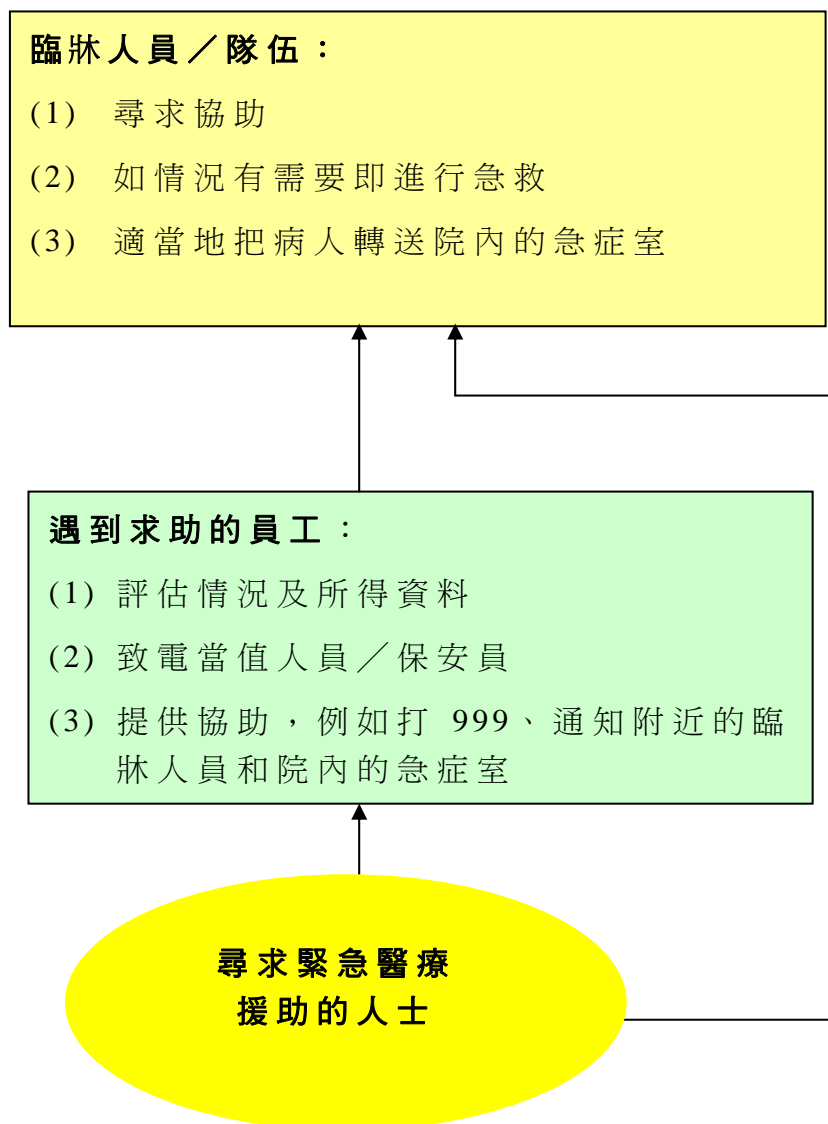 臨牀人員／隊伍：
(1) 尋求協助
(2) 如情況有需要即進行急救
(3) 適當地把病人轉送院內的急症室
遇到求助的員工：
(1) 評估情況及所得資料
(2) 致電當值人員／保安員
(3) 提供協助，例如打 999、通知附近的臨
牀人員和院內的急症室
尋求緊急醫療
援助的人士